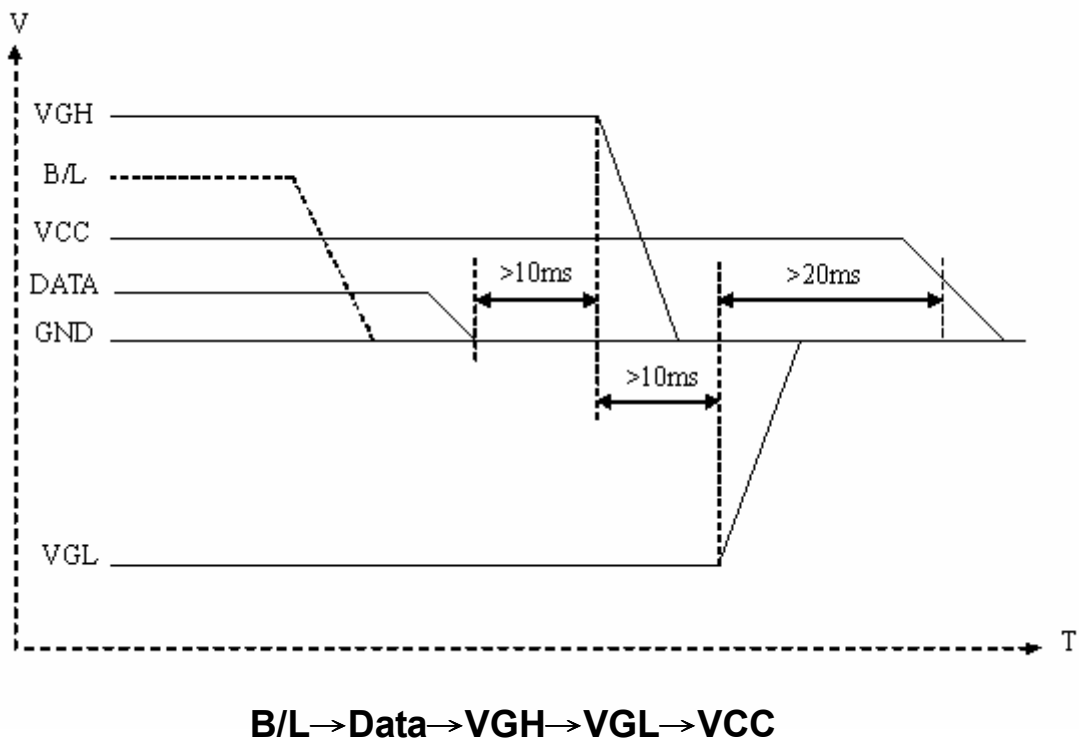 V
VGH
B/L
VCC
DATA
>10ms
>20ms
GND
>10ms
VGL
T
B/L→Data→VGH→VGL→VCC